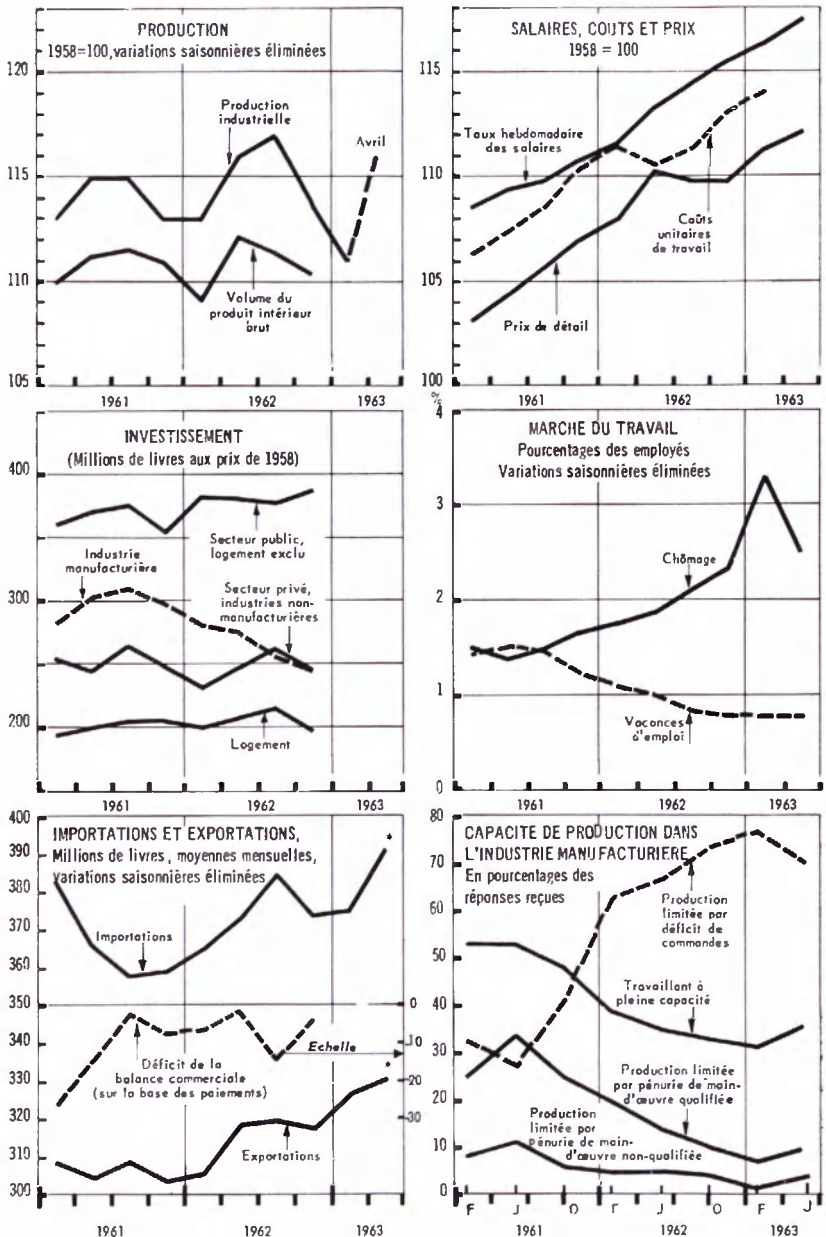 PRODUCTION
1958=100, variations saisonnières éliminées
120
115
110
105
Production
industrielle
Avril
Volume du
produit intérieur
brut
1961
1962
1963
SALAIRES, COUTS ET PRIX
1958 = 100
115
110
105
100
Taux hebdomadaire
des salaires
Coûts
unitaires
de travail
Prix de détail
1961
1962
1963
INVESTISSEMENT
(Millions de livres aux prix de 1958)
400
300
200
Secteur public,
logement exclu
Industrie
manufacturière
Secteur privé,
industries non-
manufacturières
Logement
1961
1962
1963
%
MARCHE DU TRAVAIL
Pourcentages des employés
Variations saisonnières éliminées
4
3
2
1
0
Chômage
Vacances
d'emploi
1961
1962
1963
IMPORTATIONS ET EXPORTATIONS,
Millions de livres, moyennes mensuelles,
variations saisonnières éliminées
400
390
380
370
360
350
340
330
320
310
300
Importations
0
10
20
30
Echelle
Déficit de la
balance commerciale
(sur la base des paiements)
Exportations
1961
1962
1963
CAPACITE DE PRODUCTION DANS
L'INDUSTRIE MANUFACTURIERE
En pourcentages des
réponses reçues
80
70
60
50
40
30
20
10
0
Production
limitée par
déficit de
commandes
Travaillant à
pleine capacité
Production limitée
par pénurie de main-
d'œuvre qualifiée
Production
limitée par
pénurie de main-
d'œuvre non-qualifiée
F J O F J O F J
1961
1962
1963